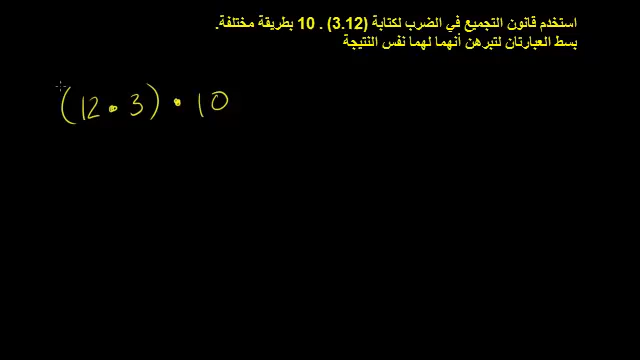 استخدم قانون التجميع في الضرب لكتابة (3.12) . 10 بطريقة مختلفة.
بسط العبارتان لتبرهن أنهما لهما نفس النتيجة
(12 • 3) • 10